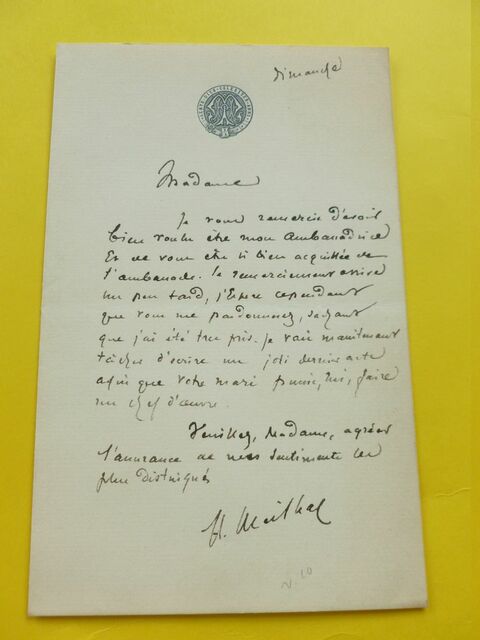 Dimanche
Madame
Je vous remercie d'avoir
bien voulu être mon ambassadrice
Et de vous être si bien acquittée de
l'ambassade. Le remerciement arrive
un peu tard, j'Espère cependant
que vous me pardonnerez, sachant
que j'ai été très pris. Je vais maintenant
tâcher d'écrire un joli dernier acte
afin que votre mari puisse, lui, faire
un chef d'œuvre.
Veuillez, Madame, agréer
l'assurance de mes sentiments les
plus distingués
H. Meilhac